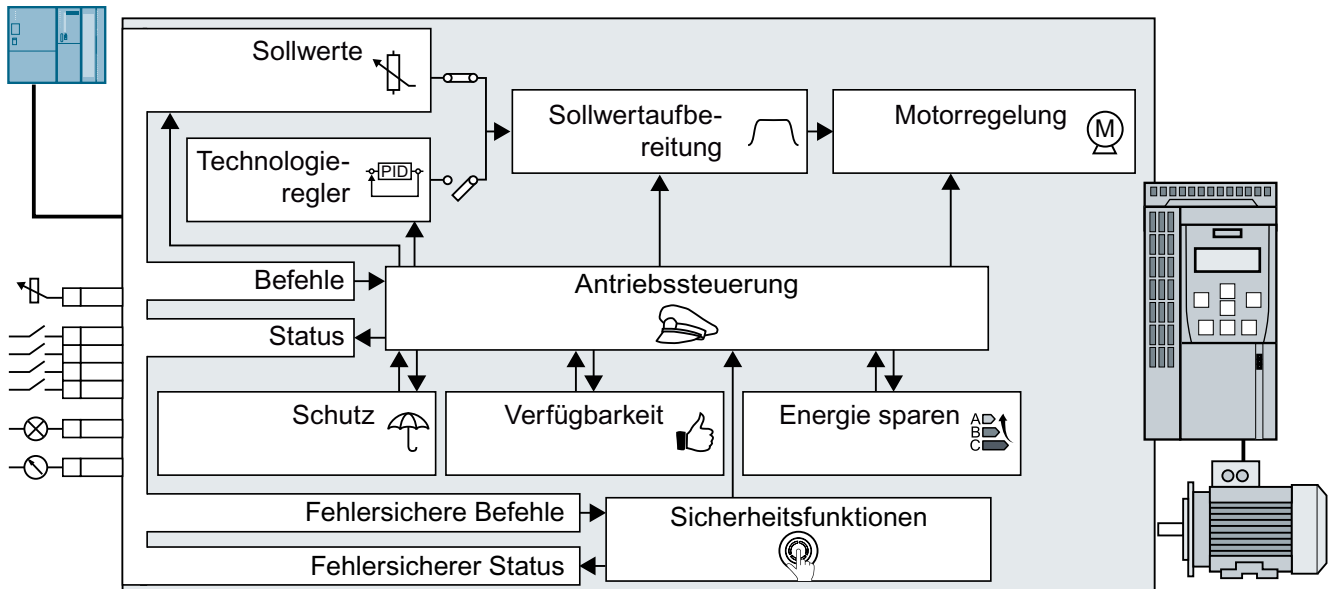 Sollwerte
Sollwertaufbe-
reitung
Motorregelung
M
Technologie-
regler
PID
Befehle
Antriebssteuerung
Status
Schutz
Verfügbarkeit
Energie sparen
A
B
C
Fehlersichere Befehle
Sicherheitsfunktionen
Fehlersicherer Status